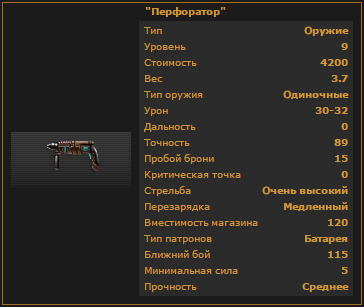 "Перфоратор"
Тип Оружие
Уровень 9
Стоимость 4200
Вес 3.7
Тип оружия Одиночные
Урон 30-32
Дальность 0
Точность 89
Пробой брони 15
Критическая точка 0
Стрельба Очень высокий
Перезарядка Медленный
Вместимость магазина 120
Тип патронов Батарея
Ближний бой 115
Минимальная сила 5
Прочность Среднее